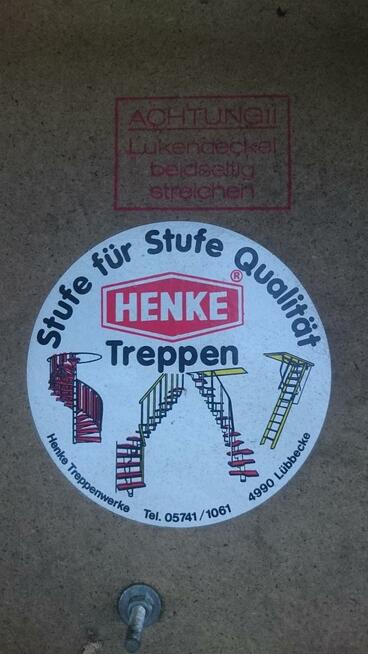 ACHTUNG!!
Lukendeckel
beidseitig
streichen
Stufe für Stufe Qualität
HENKE®
Treppen
Henke Treppenwerke Tel. 05741/1061 4990 Lübbecke